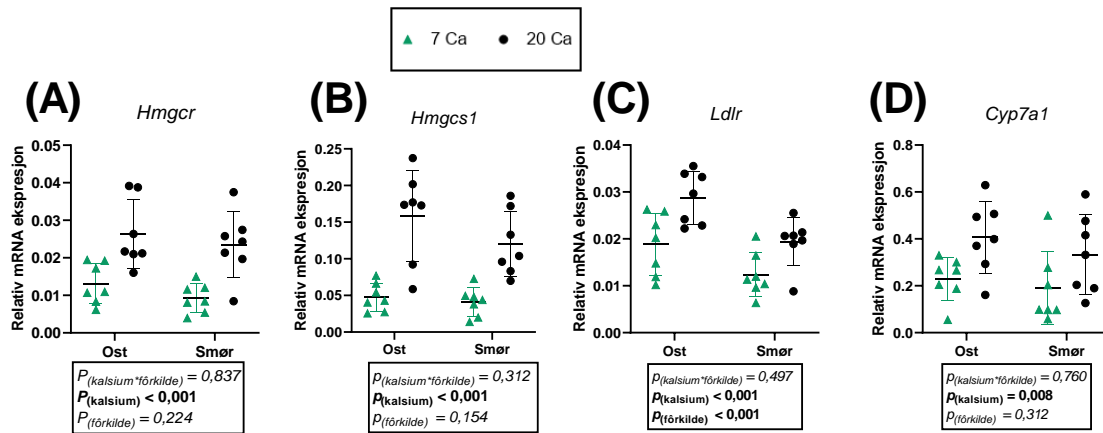 7 Ca 20 Ca
(A)
Hmgcr
Relativ mRNA ekspresjon
0.05
0.04
0.03
0.02
0.01
0.00
Ost Smør
P(kalsium*fôrkilde) = 0,837
P(kalsium) < 0,001
P(fôrkilde) = 0,224
(B)
Hmgcs1
Relativ mRNA ekspresjon
0.25
0.20
0.15
0.10
0.05
0.00
Ost Smør
p(kalsium*fôrkilde) = 0,312
p(kalsium) < 0,001
p(fôrkilde) = 0,154
(C)
Ldlr
Relativ mRNA ekspresjon
0.04
0.03
0.02
0.01
0.00
Ost Smør
p(kalsium*fôrkilde) = 0,497
p(kalsium) < 0,001
p(fôrkilde) < 0,001
(D)
Cyp7a1
Relativ mRNA ekspresjon
0.8
0.6
0.4
0.2
0.0
Ost Smør
p(kalsium*fôrkilde) = 0,760
p(kalsium) = 0,008
p(fôrkilde) = 0,312